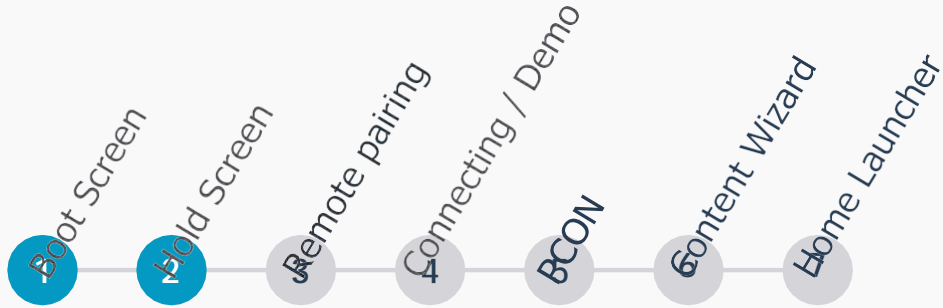 Boot Screen
Hold Screen
Remote pairing
Connecting / Demo
BCON
Content Wizard
Home Launcher
1
2
3
4
6